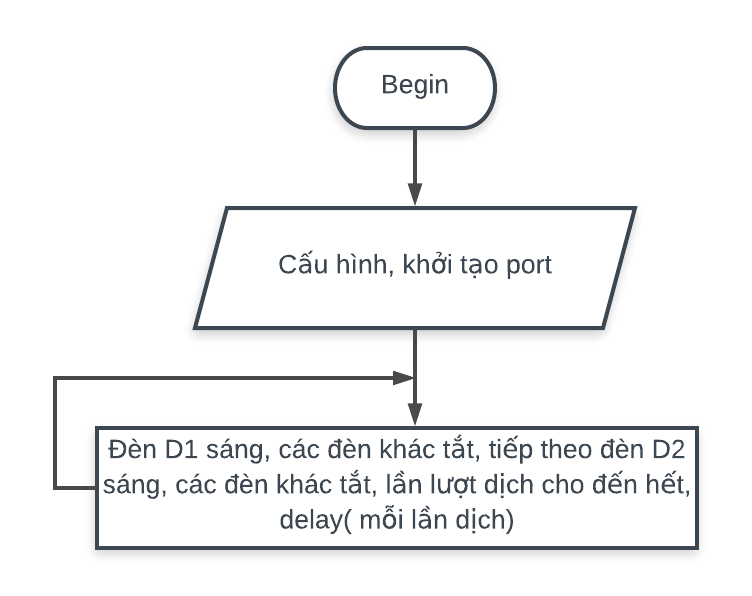 Begin
Cấu hình, khởi tạo port
Đèn D1 sáng, các đèn khác tắt, tiếp theo đèn D2
sáng, các đèn khác tắt, lần lượt dịch cho đến hết,
delay( mỗi lần dịch)